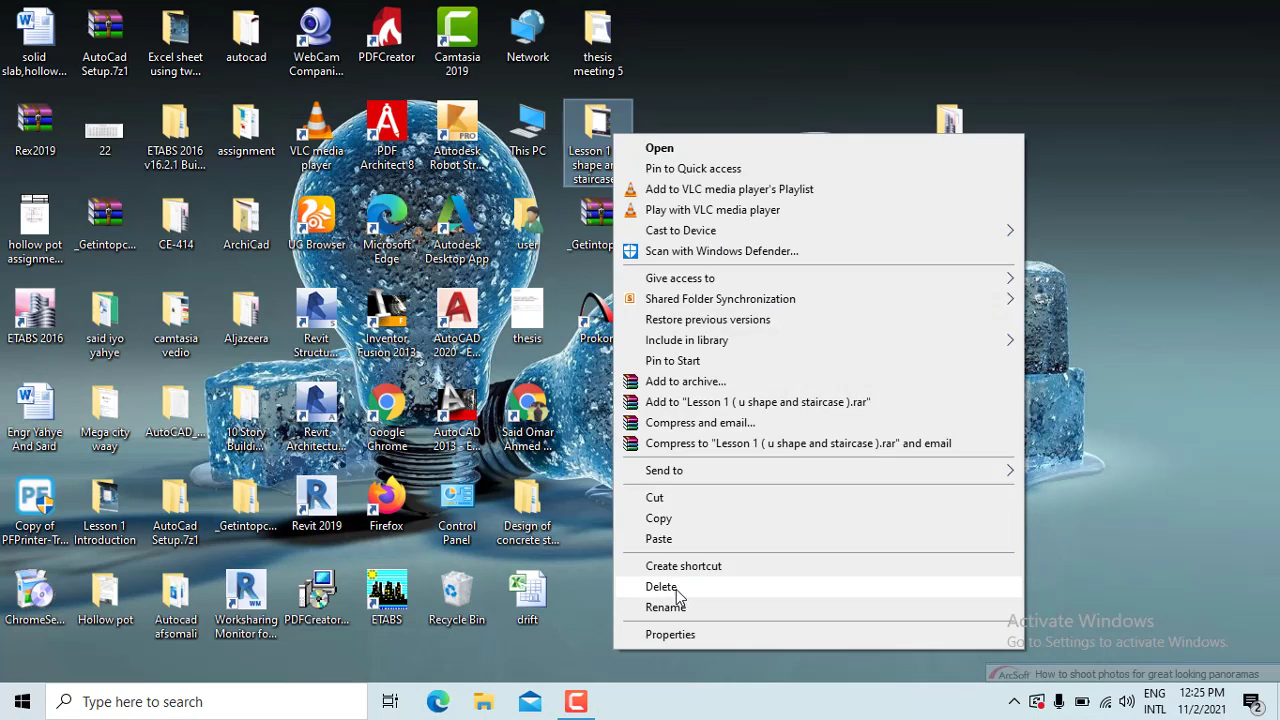 solid
slab,hollow...
AutoCad
Setup.7z1
Excel sheet
using tw...
autocad
WebCam
Compani...
PDFCreator
Camtasia
2019
Network
thesis
meeting 5
Rex2019
22
ETABS 2016
v16.2.1 Bui...
assignment
VLC media
player
PDF
Architect 8
Autodesk
Robot Str...
PRO
This PC
Lesson 1
shape and
staircase
hollow pot
assignme...
_Getintopc...
CE-414
ArchiCad
UC Browser
Microsoft
Edge
Autodesk
Desktop App
user
_Getintop
ETABS 2016
said iyo
yahye
camtasia
vedio
Aljazeera
Revit
Structu...
Inventor
Fusion 2013
AutoCAD
2020 - E...
thesis
Prokon
Engr Yahye
And Said
Mega city
waay
AutoCAD_...
10 Story
Buildi...
Revit
Architectu...
Google
Chrome
AutoCAD
2013 - E...
Said Omar
Ahmed ...
Copy of
PFPrinter-Tr...
Lesson 1
Introduction
AutoCad
Setup.7z1
_Getintopc...
Revit 2019
Firefox
Control
Panel
Design of
concrete st...
ChromeSe...
Hollow pot
Autocad
afsomali
WM
Worksharing
Monitor fo...
PDFCreator...
ETABS
Recycle Bin
drift
Open
Pin to Quick access
Add to VLC media player's Playlist
Play with VLC media player
Cast to Device
Scan with Windows Defender...
Give access to
Shared Folder Synchronization
Restore previous versions
Include in library
Pin to Start
Add to archive...
Add to "Lesson 1 ( u shape and staircase ).rar"
Compress and email...
Compress to "Lesson 1 ( u shape and staircase ).rar" and email
Send to
Cut
Copy
Paste
Create shortcut
Delete
Rename
Properties
Activate Windows
Go to Settings to activate Windows.
ArcSoft How to shoot photos for great looking panoramas
Type here to search
ENG
INTL
12:25 PM
11/2/2021
2